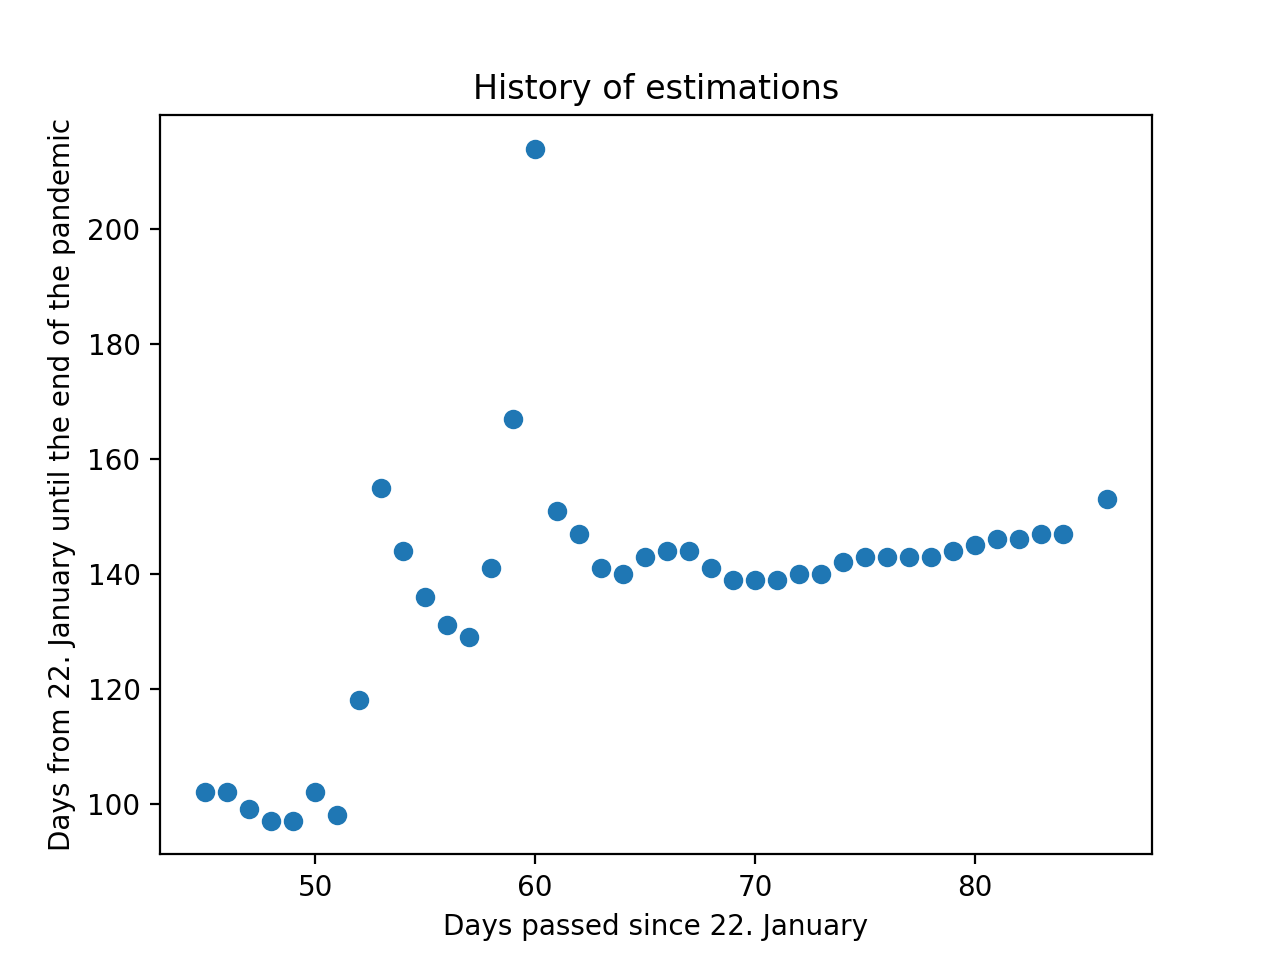 History of estimations
Days from 22. January until the end of the pandemic
200
180
160
140
120
100
50 60 70 80
Days passed since 22. January